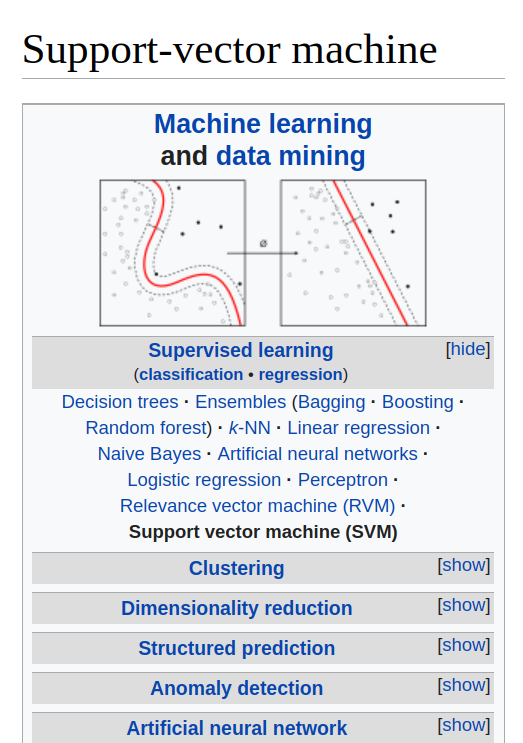 Support-vector machine
Machine learning
and data mining
ø
Supervised learning [hide]
(classification • regression)
Decision trees · Ensembles (Bagging · Boosting ·
Random forest) · k-NN · Linear regression ·
Naive Bayes · Artificial neural networks ·
Logistic regression · Perceptron ·
Relevance vector machine (RVM) ·
Support vector machine (SVM)
Clustering [show]
Dimensionality reduction [show]
Structured prediction [show]
Anomaly detection [show]
Artificial neural network [show]